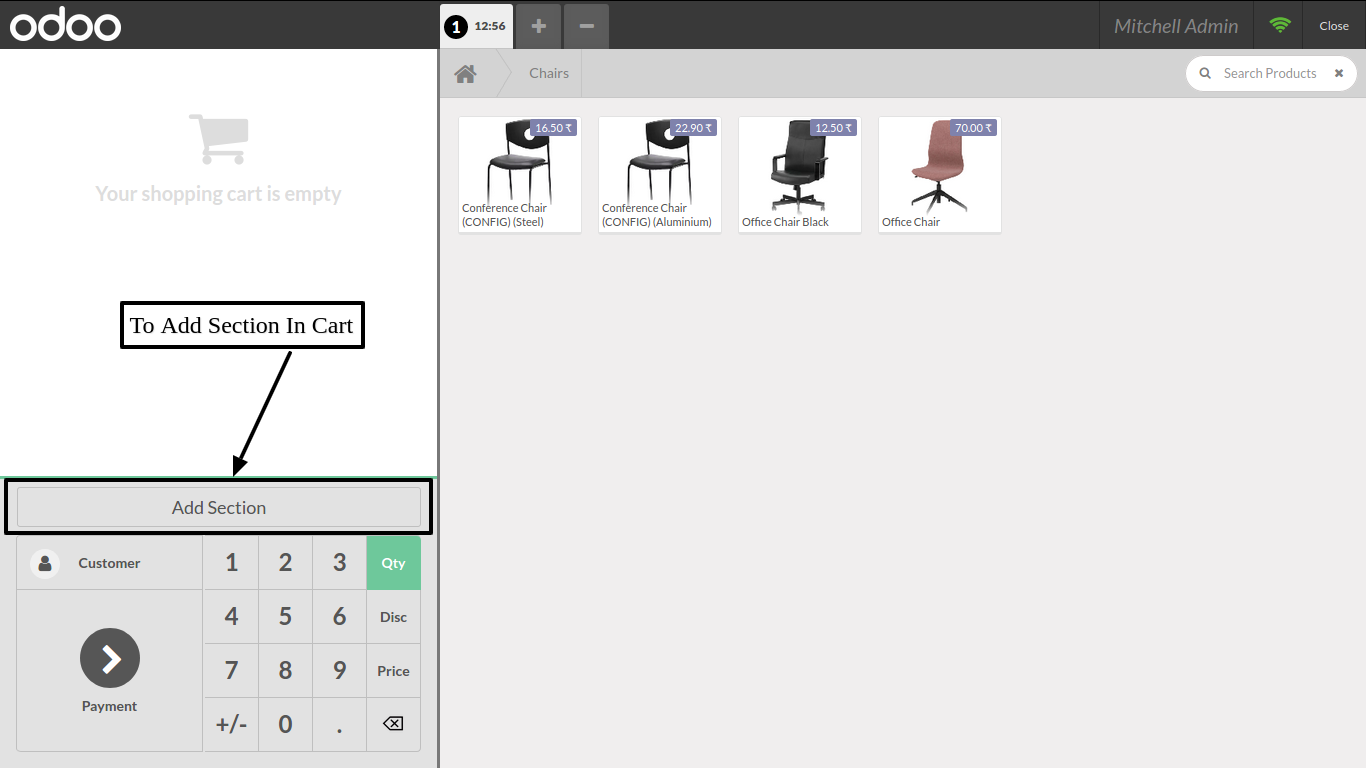 odoo
1 12:56
Mitchell Admin
Close
Chairs
Search Products
Your shopping cart is empty
16.50 ₹
Conference Chair
(CONFIG) (Steel)
22.90 ₹
Conference Chair
(CONFIG) (Aluminium)
12.50 ₹
Office Chair Black
70.00 ₹
Office Chair
To Add Section In Cart
Add Section
Customer
1 2 3 Qty
4 5 6 Disc
7 8 9 Price
Payment
+/- 0 .